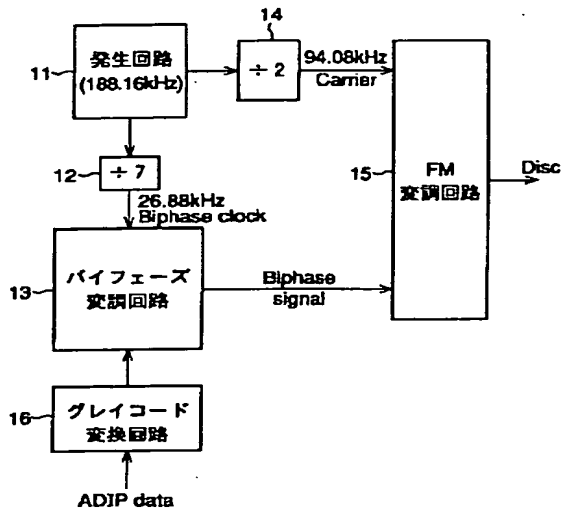 14
発生回路
(188.16kHz)
11
÷ 2
94.08kHz
Carrier
12
÷ 7
26.88kHz
Biphase clock
15
FM
変調回路
Disc
13
バイフェーズ
変調回路
Biphase
signal
16
グレイコード
変換回路
ADIP data